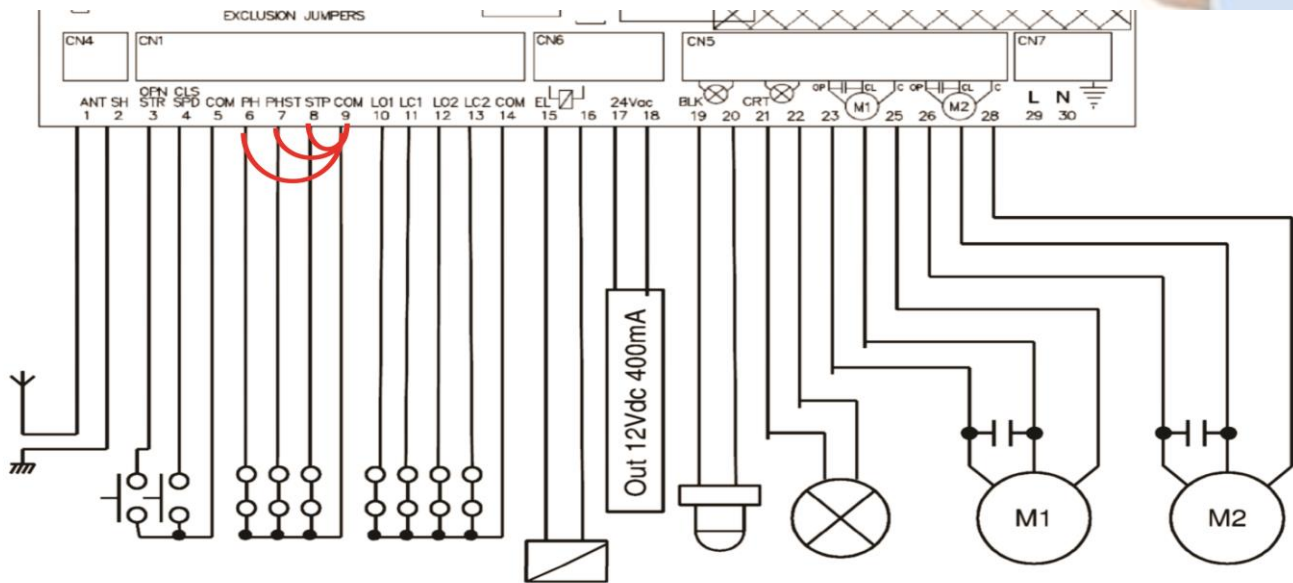 EXCLUSION JUMPERS
CN4 CN1 CN6 CN5 CN7
OPN CLS OP CL C OP CL C
ANT SH STR SPD COM PH PHST STP COM LO1 LC1 LO2 LC2 COM EL 24Vac BLK CRT M1 M2 L N
1 2 3 4 5 6 7 8 9 10 11 12 13 14 15 16 17 18 19 20 21 22 23 25 26 28 29 30
Out 12Vdc 400mA
M1 M2